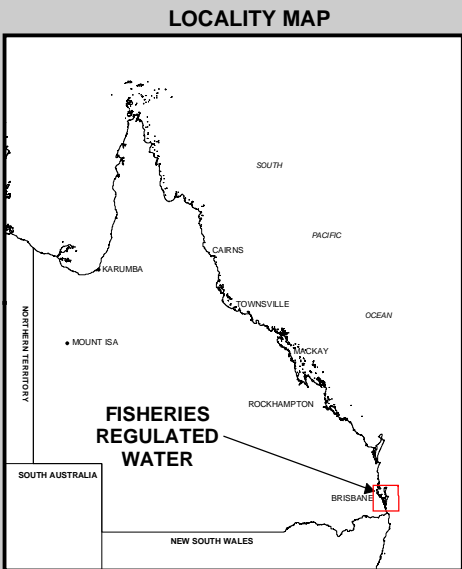 LOCALITY MAP
SOUTH
PACIFIC
OCEAN
CAIRNS
KARUMBA
TOWNSVILLE
NORTHERN TERRITORY
MOUNT ISA
MACKAY
ROCKHAMPTON
FISHERIES
REGULATED
WATER
SOUTH AUSTRALIA
BRISBANE
NEW SOUTH WALES